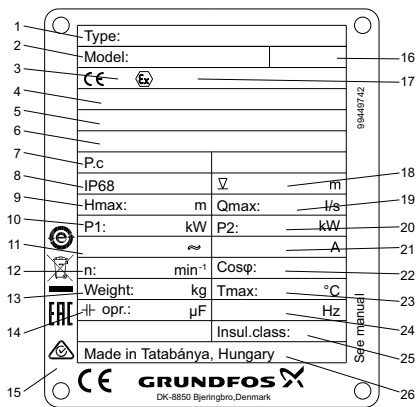 1 Type:
2 Model: 16
3 CE Ex 17
4
5
6
7 P.c
8 IP68 m 18
9 Hmax: m Qmax: l/s 19
10 P1: kW P2: kW 20
11 ≈ A 21
12 n: min⁻¹ Cosφ: 22
13 Weight: kg Tmax: °C 23
14 opr.: µF Hz 24
Insul.class: 25
Made in Tatabánya, Hungary 26
15 CE GRUNDFOS X
DK-8850 Bjeringbro,Denmark
EAC
99449742
See manual